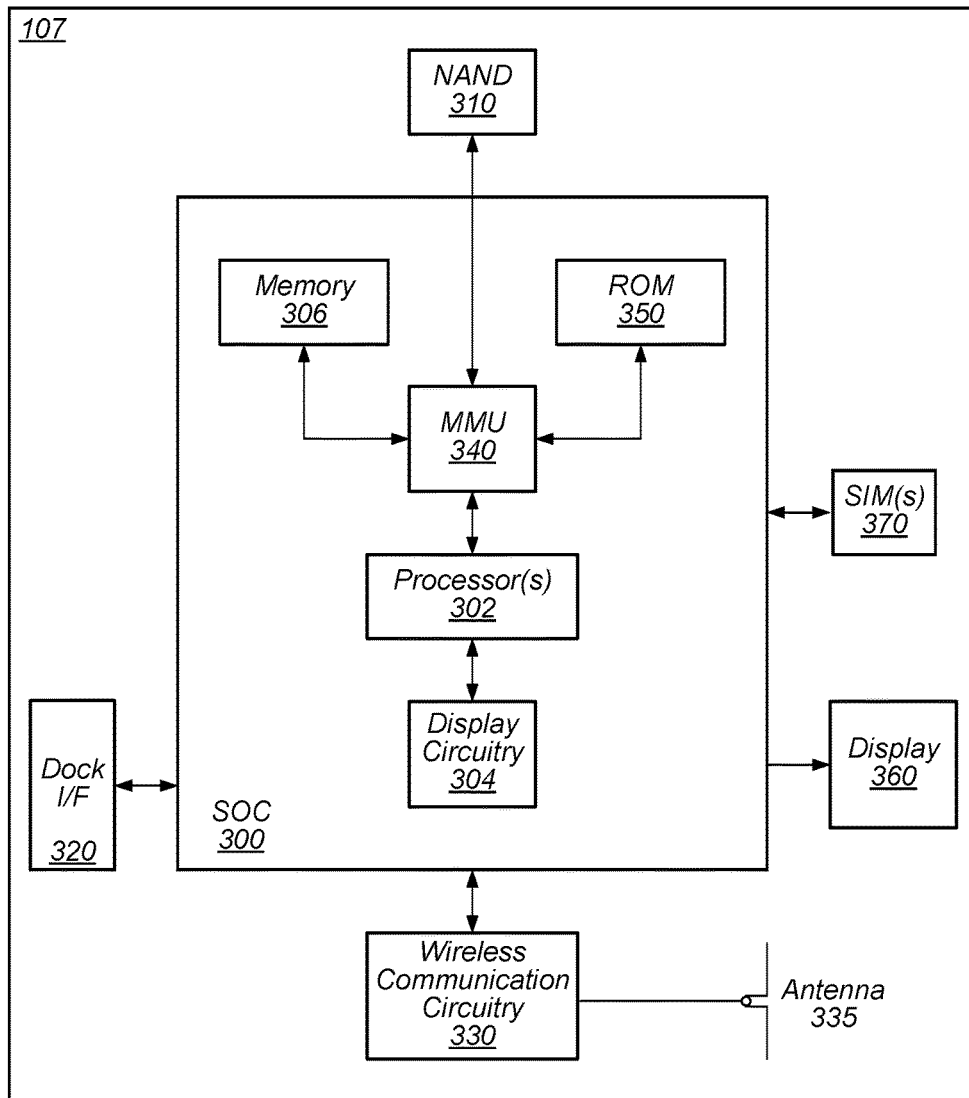 107
NAND
310
Memory
306
ROM
350
MMU
340
SIM(s)
370
Processor(s)
302
Display
Circuitry
304
Dock
I/F
320
SOC
300
Display
360
Wireless
Communication
Circuitry
330
Antenna
335